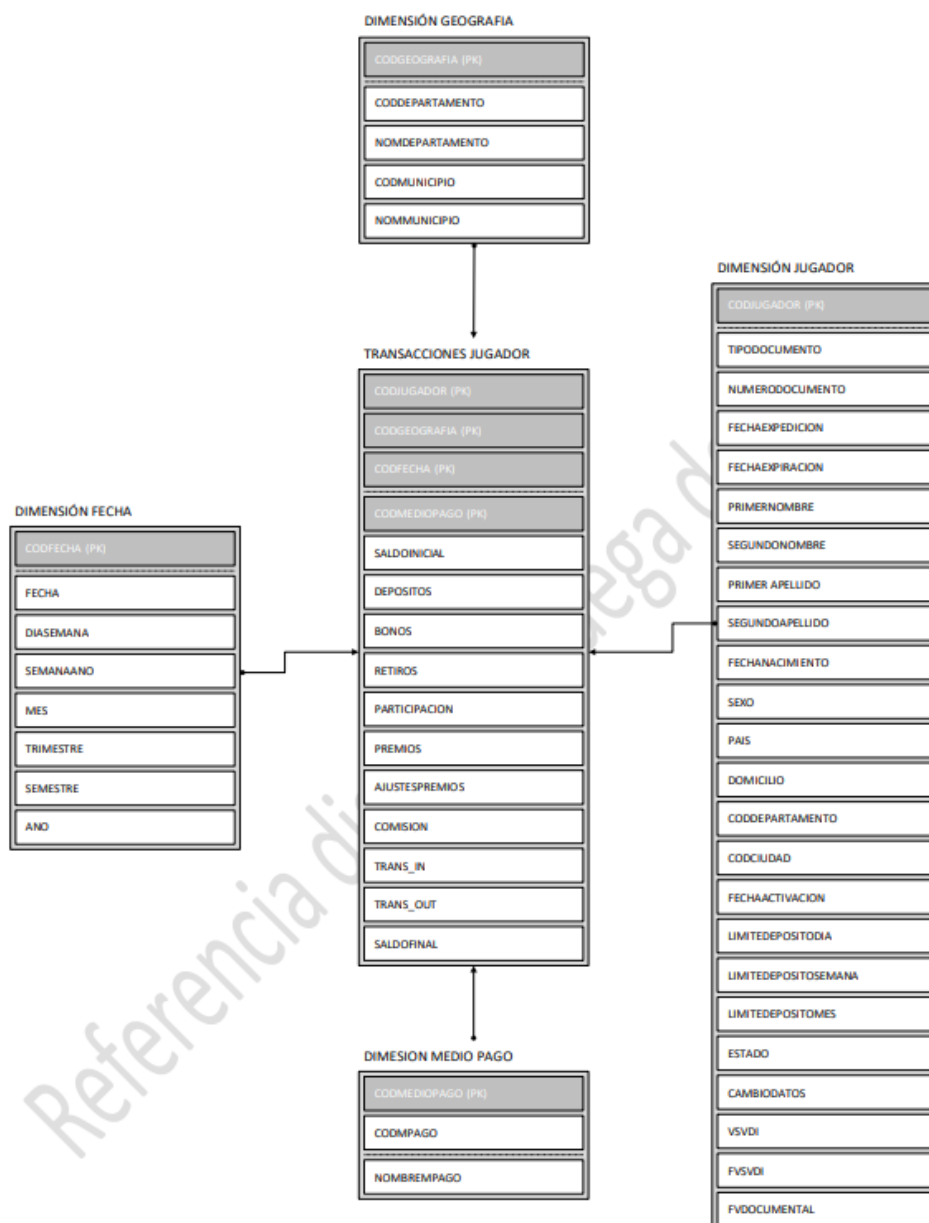 DIMENSIÓN GEOGRAFIA
CODGEOGRAFIA (PK)
CODDEPARTAMENTO
NOMDEPARTAMENTO
CODMUNICIPIO
NOMMUNICIPIO
TRANSACCIONES JUGADOR
CODJUGADOR (PK)
CODGEOGRAFIA (PK)
CODFECHA (PK)
CODMEDIOPAGO (PK)
SALDOINICIAL
DEPOSITOS
BONOS
RETIROS
PARTICIPACION
PREMIOS
AJUSTESPREMIOS
COMISION
TRANS_IN
TRANS_OUT
SALDOFINAL
DIMENSIÓN FECHA
CODFECHA (PK)
FECHA
DIASEMANA
SEMANAANO
MES
TRIMESTRE
SEMESTRE
ANO
DIMESION MEDIO PAGO
CODMEDIOPAGO (PK)
CODMPAGO
NOMBREMPAGO
DIMENSIÓN JUGADOR
CODJUGADOR (PK)
TIPODOCUMENTO
NUMERODOCUMENTO
FECHAEXPEDICION
FECHAEXPIRACION
PRIMERNOMBRE
SEGUNDONOMBRE
PRIMER APELLIDO
SEGUNDOAPELLIDO
FECHANACIMIENTO
SEXO
PAIS
DOMICILIO
CODDEPARTAMENTO
CODCIUDAD
FECHAACTIVACION
LIMITEDEPOSITODIA
LIMITEDEPOSITOSEMANA
LIMITEDEPOSITOMES
ESTADO
CAMBIODATOS
VSVDI
FVSVDI
FVDOCUMENTAL
Referencia